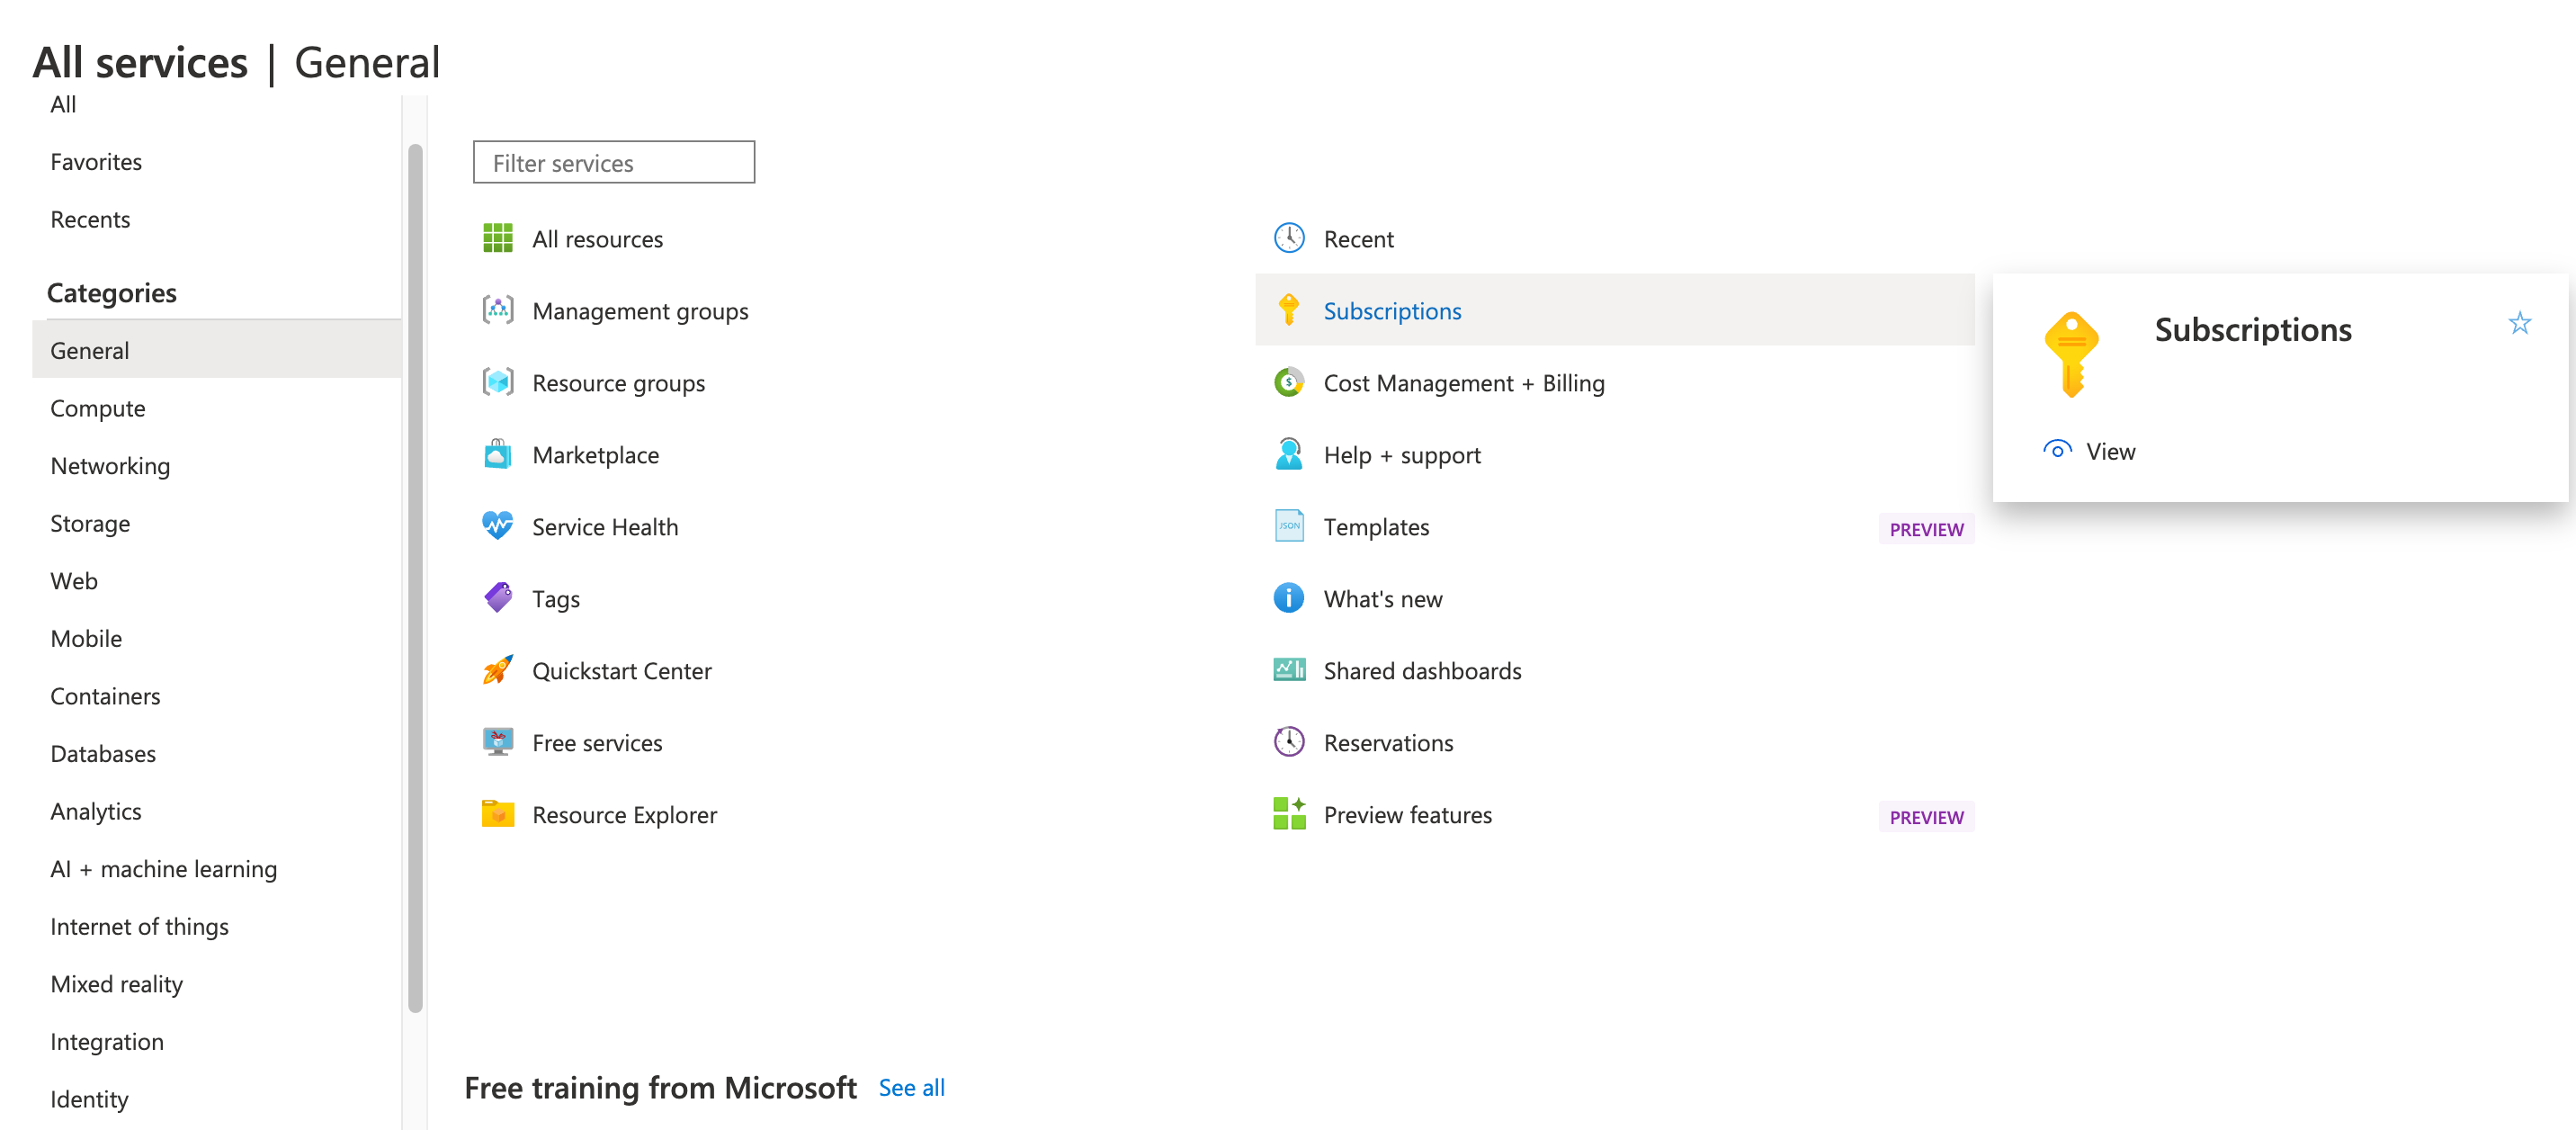 All services | General
All
Favorites
Recents
Categories
General
Compute
Networking
Storage
Web
Mobile
Containers
Databases
Analytics
AI + machine learning
Internet of things
Mixed reality
Integration
Identity
Filter services
All resources
Management groups
Resource groups
Marketplace
Service Health
Tags
Quickstart Center
Free services
Resource Explorer
Recent
Subscriptions
Cost Management + Billing
Help + support
JSON
Templates PREVIEW
What's new
Shared dashboards
Reservations
Preview features PREVIEW
Subscriptions
View
Free training from Microsoft See all